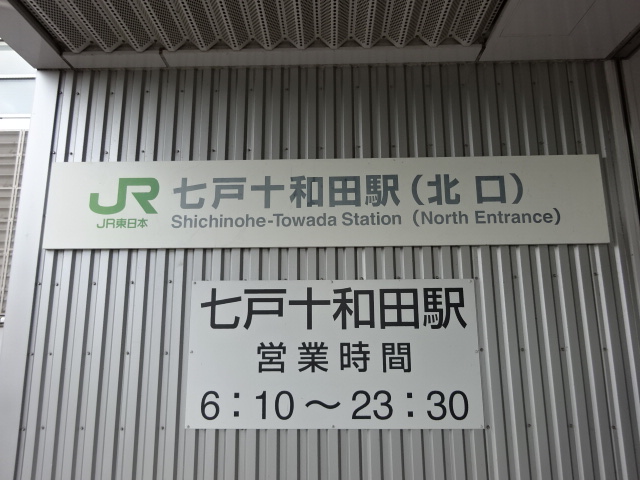 JR
JR東日本
七戸十和田駅(北口)
Shichinohe-Towada Station (North Entrance)
七戸十和田駅
営業時間
6:10～23:30